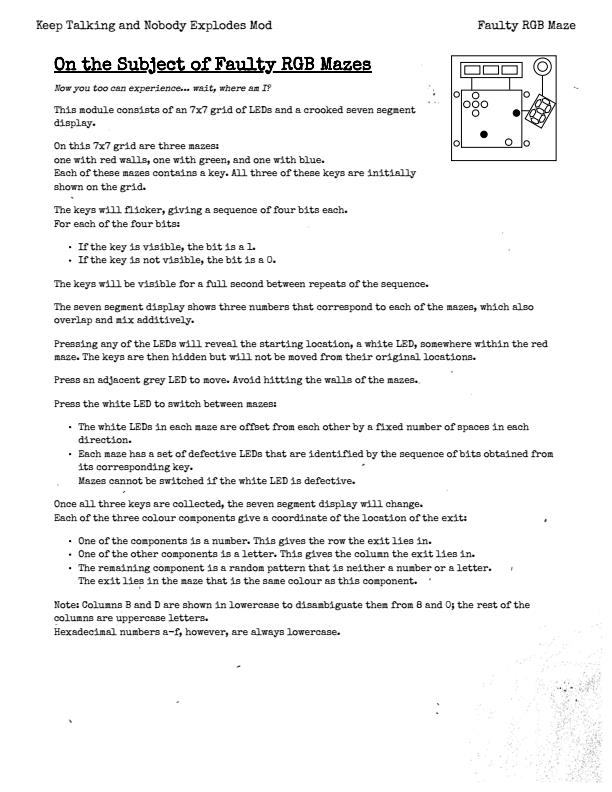 Keep Talking and Nobody Explodes Mod
Faulty RGB Maze
On the Subject of Faulty RGB Mazes
Now you too can experience... wait, where am I?
This module consists of an 7x7 grid of LEDs and a crooked seven segment
display.
On this 7x7 grid are three mazes:
one with red walls, one with green, and one with blue.
Each of these mazes contains a key. All three of these keys are initially
shown on the grid.
The keys will flicker, giving a sequence of four bits each.
For each of the four bits:
• If the key is visible, the bit is a 1.
• If the key is not visible, the bit is a 0.
The keys will be visible for a full second between repeats of the sequence.
The seven segment display shows three numbers that correspond to each of the mazes, which also
overlap and mix additively.
Pressing any of the LEDs will reveal the starting location, a white LED, somewhere within the red
maze. The keys are then hidden but will not be moved from their original locations.
Press an adjacent grey LED to move. Avoid hitting the walls of the mazes.
Press the white LED to switch between mazes:
• The white LEDs in each maze are offset from each other by a fixed number of spaces in each
direction.
• Each maze has a set of defective LEDs that are identified by the sequence of bits obtained from
its corresponding key.
Mazes cannot be switched if the white LED is defective.
Once all three keys are collected, the seven segment display will change.
Each of the three colour components give a coordinate of the location of the exit:
• One of the components is a number. This gives the row the exit lies in.
• One of the other components is a letter. This gives the column the exit lies in.
• The remaining component is a random pattern that is neither a number or a letter.
The exit lies in the maze that is the same colour as this component.
Note: Columns B and D are shown in lowercase to disambiguate them from 8 and 0; the rest of the
columns are uppercase letters.
Hexadecimal numbers a-f, however, are always lowercase.